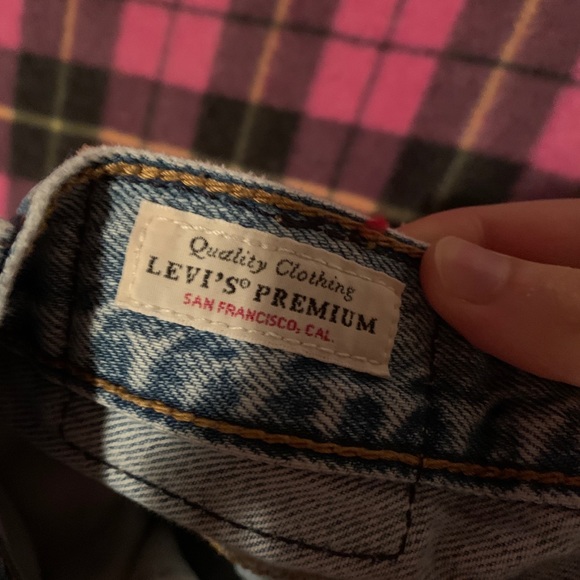 Quality Clothing
LEVI'S® PREMIUM
SAN FRANCISCO, CAL.